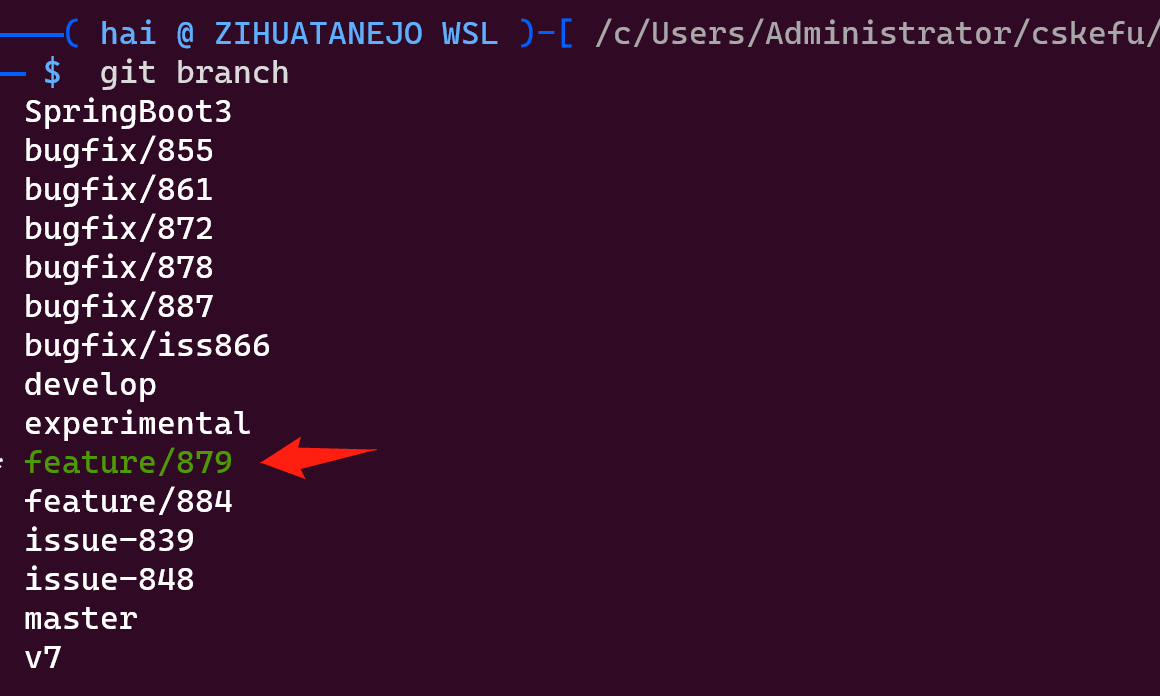 ( hai @ ZIHUATANEJO WSL )-[ /c/Users/Administrator/cskefu/
$ git branch
SpringBoot3
bugfix/855
bugfix/861
bugfix/872
bugfix/878
bugfix/887
bugfix/iss866
develop
experimental
* feature/879
feature/884
issue-839
issue-848
master
v7